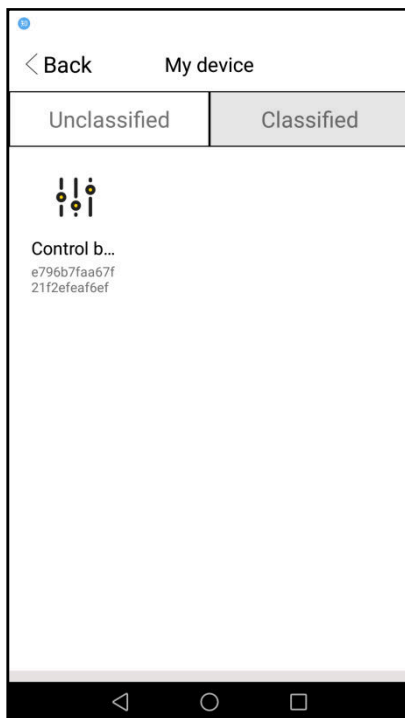 Back
My device
Unclassified
Classified
Control b...
e796b7faa67f
21f2efeaf6ef